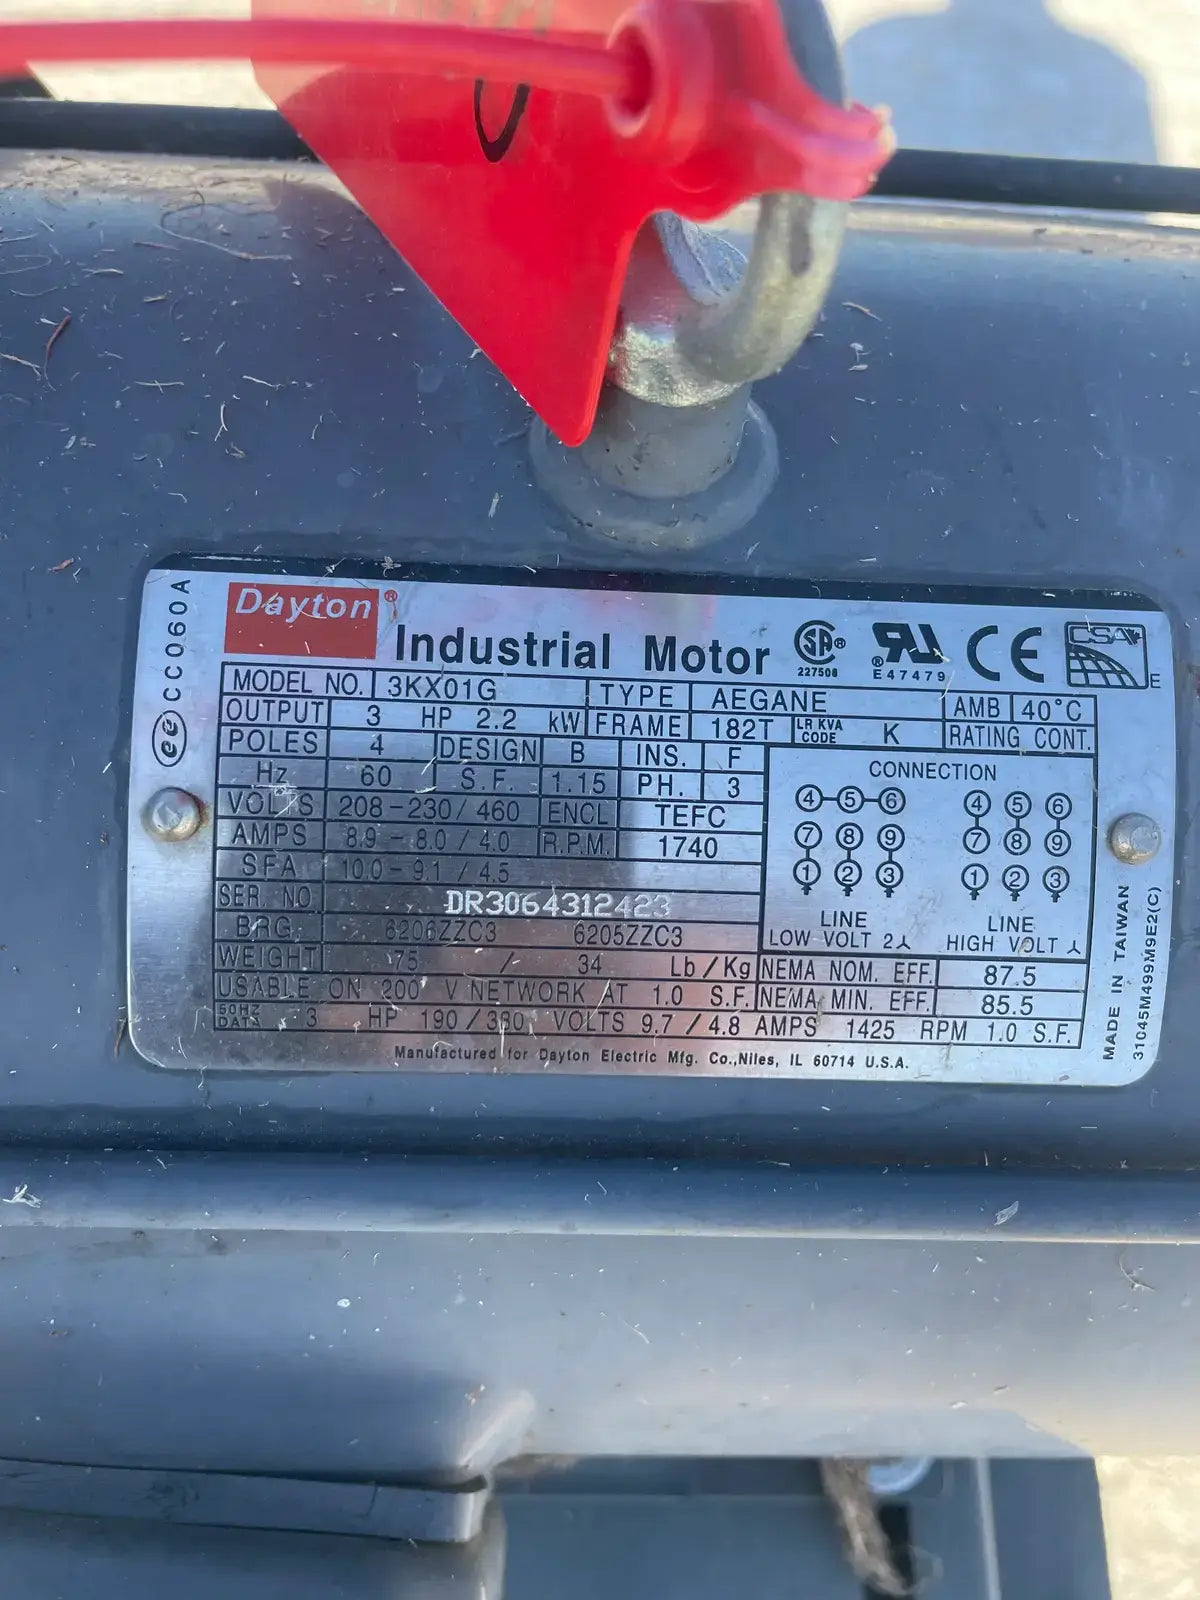 Dayton®
Industrial Motor
SA® 227508
® E47479
CE
CSA E
ee CC060A
MODEL NO. 3KX01G TYPE AEGANE AMB 40°C
OUTPUT 3 HP 2.2 kW FRAME 182T LR KVA CODE K RATING CONT.
POLES 4 DESIGN B INS. F
Hz 60 S.F. 1.15 PH. 3
VOLTS 208-230/460 ENCL TEFC
AMPS 8.9-8.0/4.0 R.P.M. 1740
SFA 10.0-9.1/4.5
SER. NO DR3064312423
BRG. 6206ZZC3 6205ZZC3
WEIGHT 75 / 34 Lb/Kg NEMA NOM. EFF. 87.5
USABLE ON 200 V NETWORK AT 1.0 S.F. NEMA MIN. EFF. 85.5
50HZ DATA 3 HP 190/380 VOLTS 9.7/4.8 AMPS 1425 RPM 1.0 S.F.
CONNECTION
4 5 6 4 5 6
7 8 9 7 8 9
1 2 3 1 2 3
LINE LINE
LOW VOLT 2Y HIGH VOLT Y
Manufactured for Dayton Electric Mfg. Co.,Niles, IL 60714 U.S.A.
MADE IN TAIWAN
31045M499M9E2(C)